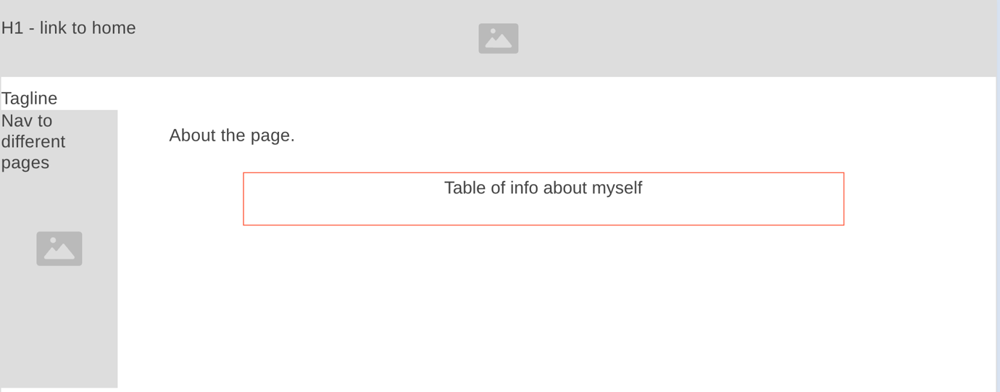 H1 - link to home
Tagline
Nav to
different
pages
About the page.
Table of info about myself